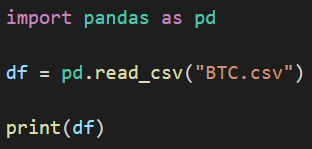 import pandas as pd
df = pd.read_csv("BTC.csv")
print(df)